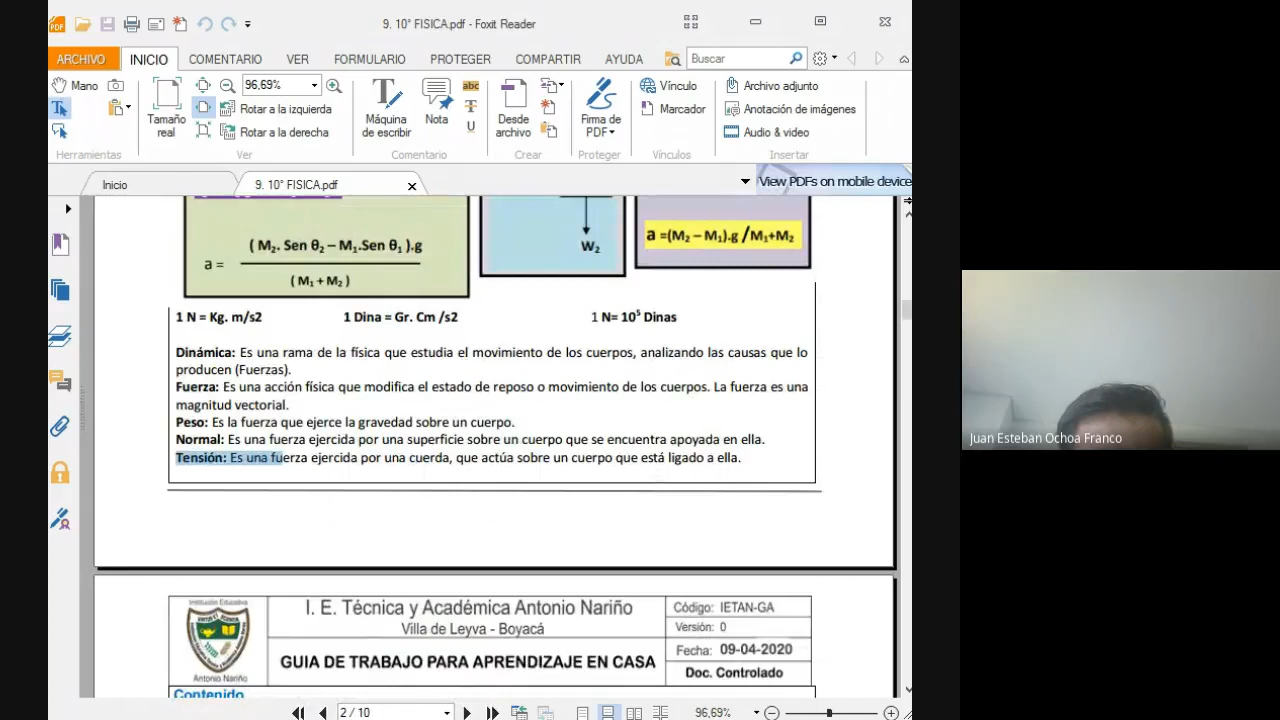 9. 10° FISICA.pdf - Foxit Reader
ARCHIVO INICIO COMENTARIO VER FORMULARIO PROTEGER COMPARTIR AYUDA Buscar
Mano
Tamaño real
96,69%
Rotar a la izquierda
Rotar a la derecha
Máquina de escribir
Nota
Desde archivo
Firma de PDF
Vínculo
Marcador
Archivo adjunto
Anotación de imágenes
Audio & video
Herramientas Ver Comentario Crear Proteger Vínculos Insertar
Inicio 9. 10° FISICA.pdf View PDFs on mobile device
( M₂. Sen θ₂ – M₁.Sen θ₁ ).g
a =
( M₁ + M₂ )
W₂
a =(M₂ – M₁).g /M₁+M₂
1 N = Kg. m/s2 1 Dina = Gr. Cm /s2 1 N= 10⁵ Dinas
Dinámica: Es una rama de la física que estudia el movimiento de los cuerpos, analizando las causas que lo
producen (Fuerzas).
Fuerza: Es una acción física que modifica el estado de reposo o movimiento de los cuerpos. La fuerza es una
magnitud vectorial.
Peso: Es la fuerza que ejerce la gravedad sobre un cuerpo.
Normal: Es una fuerza ejercida por una superficie sobre un cuerpo que se encuentra apoyada en ella.
Tensión: Es una fuerza ejercida por una cuerda, que actúa sobre un cuerpo que está ligado a ella.
Institución Educativa
Antonio Nariño
I. E. Técnica y Académica Antonio Nariño
Villa de Leyva - Boyacá
GUIA DE TRABAJO PARA APRENDIZAJE EN CASA
Código: IETAN-GA
Versión: 0
Fecha: 09-04-2020
Doc. Controlado
Contenido
2 / 10
96,69%
Juan Esteban Ochoa Franco